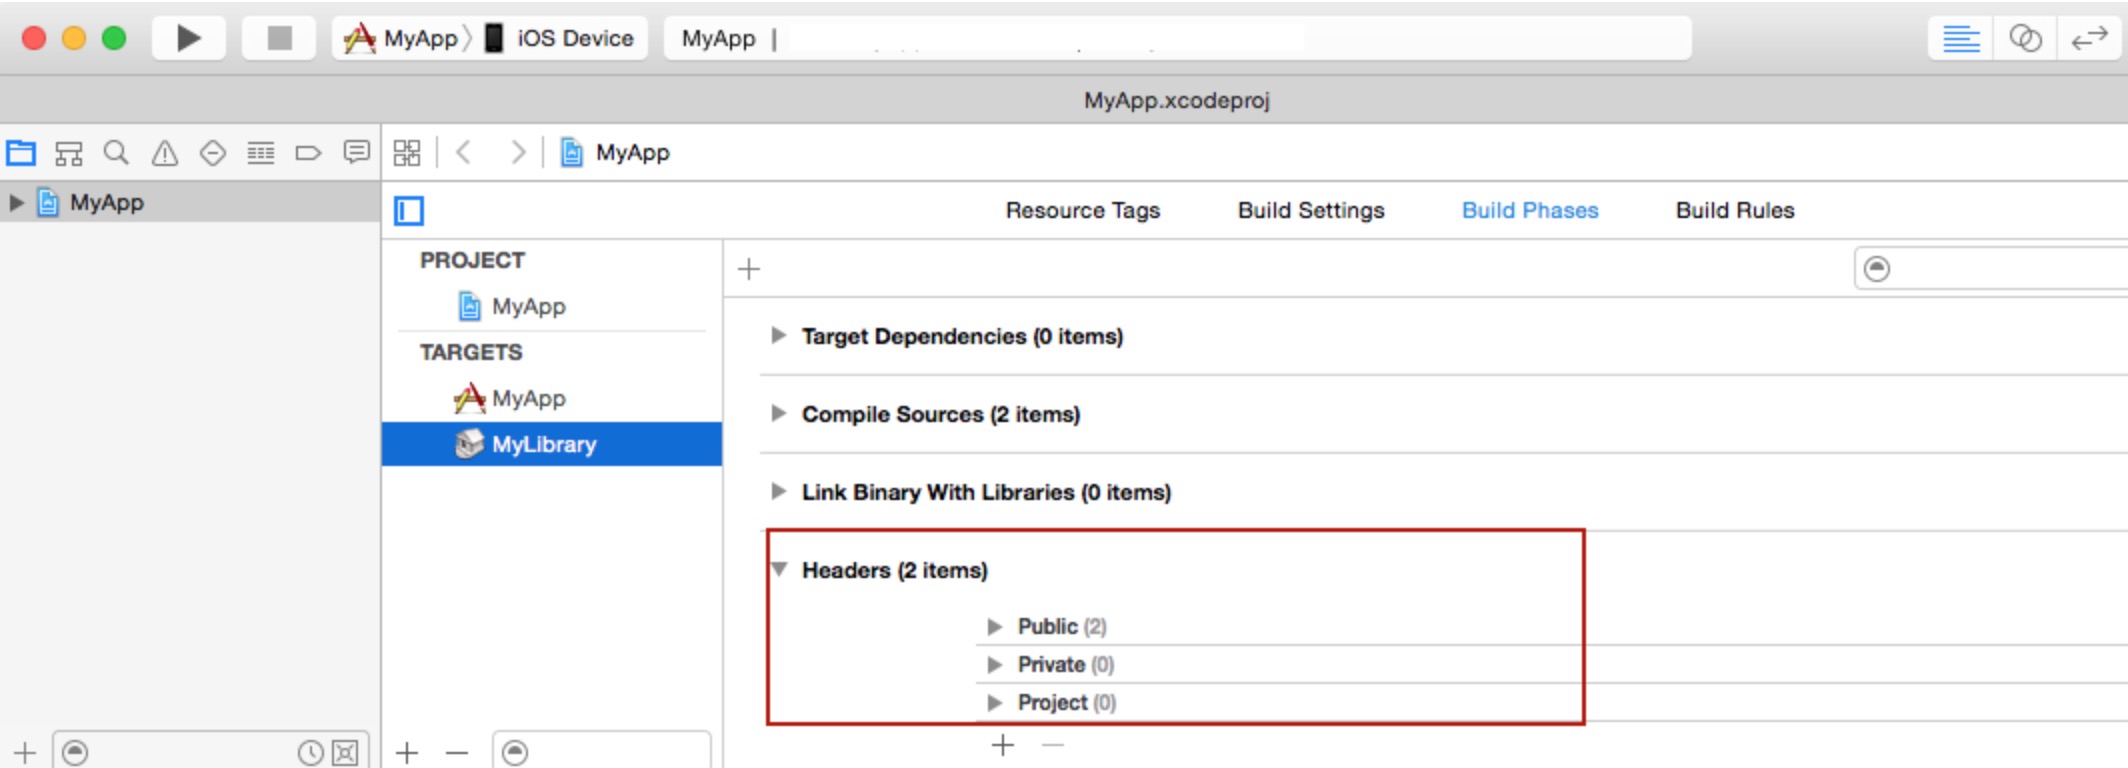 MyApp iOS Device MyApp |
MyApp.xcodeproj
MyApp
MyApp
Resource Tags Build Settings Build Phases Build Rules
PROJECT
MyApp
TARGETS
MyApp
MyLibrary
Target Dependencies (0 items)
Compile Sources (2 items)
Link Binary With Libraries (0 items)
Headers (2 items)
Public (2)
Private (0)
Project (0)